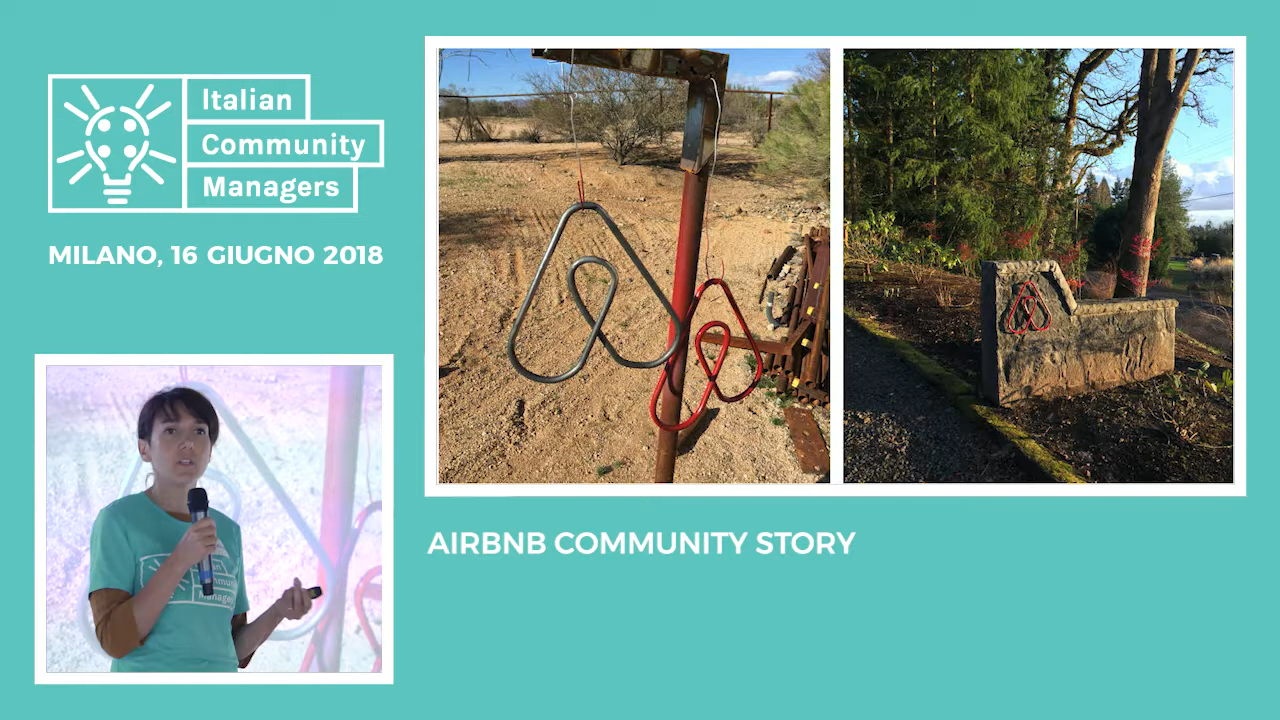 Italian
Community
Managers
MILANO, 16 GIUGNO 2018
AIRBNB COMMUNITY STORY